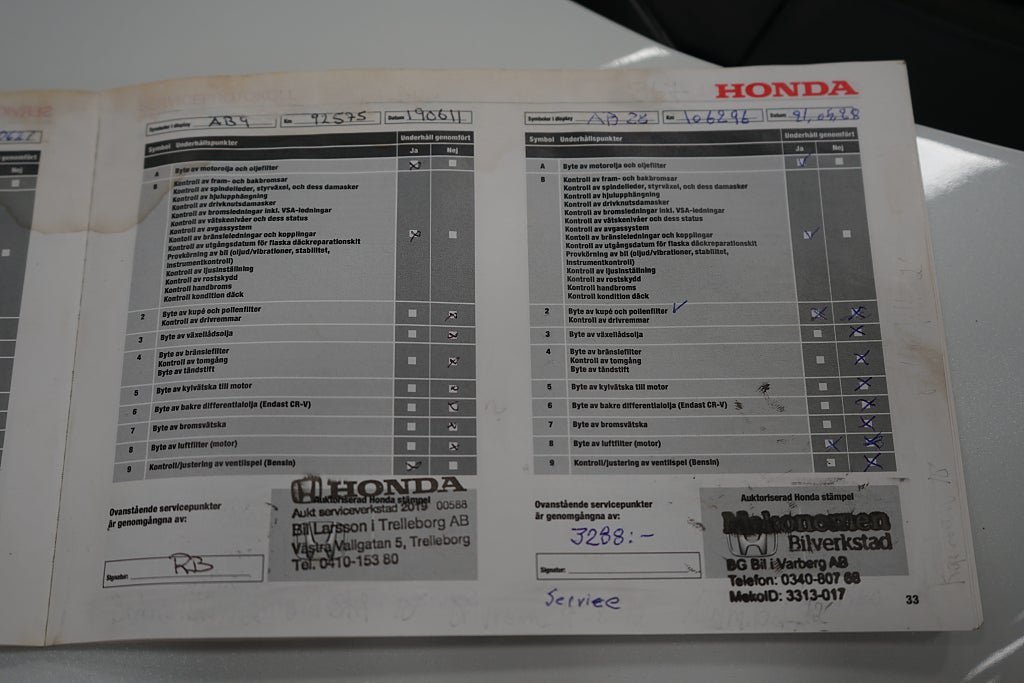 HONDA
Symboler i display AB9 Km 92575 Datum 190611
Symbol Underhållspunkter Underhåll genomfört
Ja Nej
A Byte av motorolja och oljefilter
B Kontroll av fram- och bakbromsar
Kontroll av spindelleder, styrväxel, och dess damasker
Kontroll av hjulupphängning
Kontroll av drivknutsdamasker
Kontroll av bromsledningar inkl. VSA-ledningar
Kontroll av vätskenivåer och dess status
Kontroll av avgassystem
Kontoll av bränsleledningar och kopplingar
Kontroll av utgångsdatum för flaska däckreparationskit
Provkörning av bil (oljud/vibrationer, stabilitet,
instrumentkontroll)
Kontroll av ljusinställning
Kontroll av rostskydd
Kontroll handbroms
Kontroll kondition däck
2 Byte av kupé och pollenfilter
Kontroll av drivremmar
3 Byte av växellådsolja
4 Byte av bränslefilter
Kontroll av tomgång
Byte av tändstift
5 Byte av kylvätska till motor
6 Byte av bakre differentialolja (Endast CR-V)
7 Byte av bromsvätska
8 Byte av luftfilter (motor)
9 Kontroll/justering av ventilspel (Bensin)
Ovanstående servicepunkter
är genomgångna av:
Signatur: RB
HONDA
Auktoriserad Honda stämpel
Aukt serviceverkstad 2019 00588
Bil Larsson i Trelleborg AB
Västra Vallgatan 5, Trelleborg
Tel. 0410-153 80
Symboler i display AB 28 Km 106296 Datum
Symbol Underhållspunkter Underhåll genomfört
Ja Nej
A Byte av motorolja och oljefilter
B Kontroll av fram- och bakbromsar
Kontroll av spindelleder, styrväxel, och dess damasker
Kontroll av hjulupphängning
Kontroll av drivknutsdamasker
Kontroll av bromsledningar inkl. VSA-ledningar
Kontroll av vätskenivåer och dess status
Kontroll av avgassystem
Kontoll av bränsleledningar och kopplingar
Kontroll av utgångsdatum för flaska däckreparationskit
Provkörning av bil (oljud/vibrationer, stabilitet,
instrumentkontroll)
Kontroll av ljusinställning
Kontroll av rostskydd
Kontroll handbroms
Kontroll kondition däck
2 Byte av kupé och pollenfilter
Kontroll av drivremmar
3 Byte av växellådsolja
4 Byte av bränslefilter
Kontroll av tomgång
Byte av tändstift
5 Byte av kylvätska till motor
6 Byte av bakre differentialolja (Endast CR-V)
7 Byte av bromsvätska
8 Byte av luftfilter (motor)
9 Kontroll/justering av ventilspel (Bensin)
Ovanstående servicepunkter
är genomgångna av:
3288:-
Signatur:
Service
Auktoriserad Honda stämpel
Mekonomen
Bilverkstad
BG Bil i Varberg AB
Telefon: 0340-807 68
MekoID: 3313-017
33